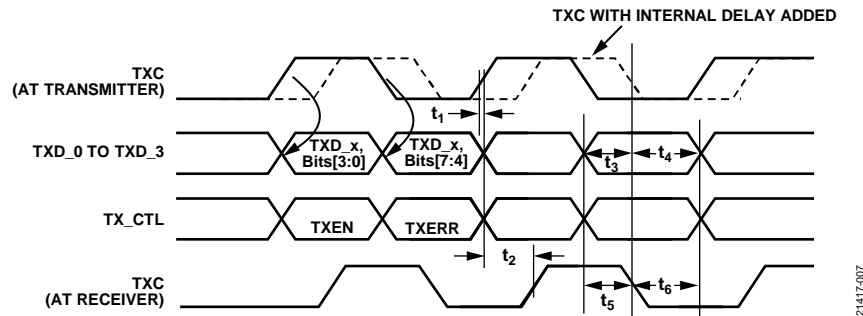 TXC WITH INTERNAL DELAY ADDED
TXC
(AT TRANSMITTER)
t1
TXD_0 TO TXD_3
TXD_x,
Bits[3:0]
TXD_x,
Bits[7:4]
t3
t4
TX_CTL
TXEN
TXERR
t2
TXC
(AT RECEIVER)
t5
t6
21417-007